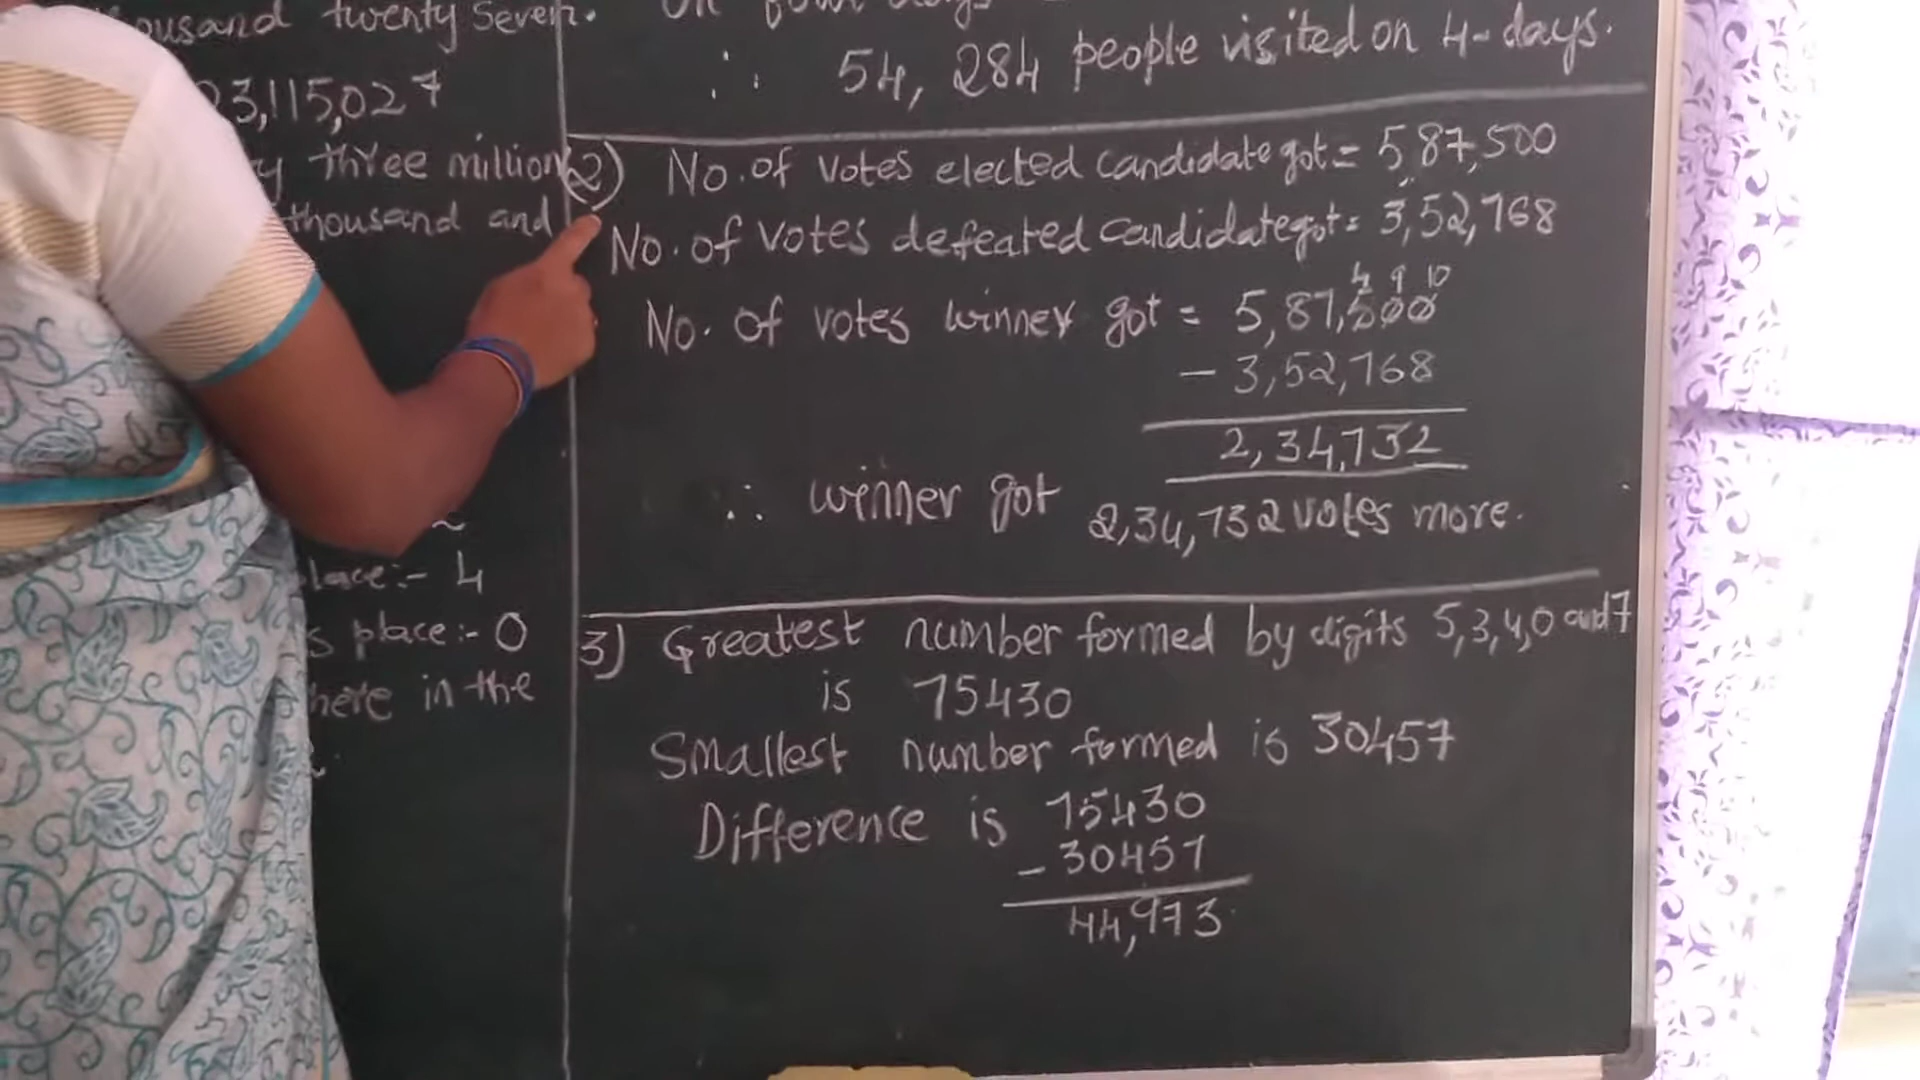 twenty seven.
23,115,027
three million
thousand and
place:- 4
place:- 0
here in the
∴ 54, 284 people visited on 4-days.
2) No. of votes elected candidate got = 5,87,500
No. of votes defeated candidate got = 3,52,768
4 9 10
No. of votes winner got = 5,87,500
- 3,52,768
2,34,732
∴ winner got 2,34,732 votes more.
3) Greatest number formed by digits 5,3,4,0 and 7
is 75430
Smallest number formed is 30457
Difference is 75430
- 30457
44,973